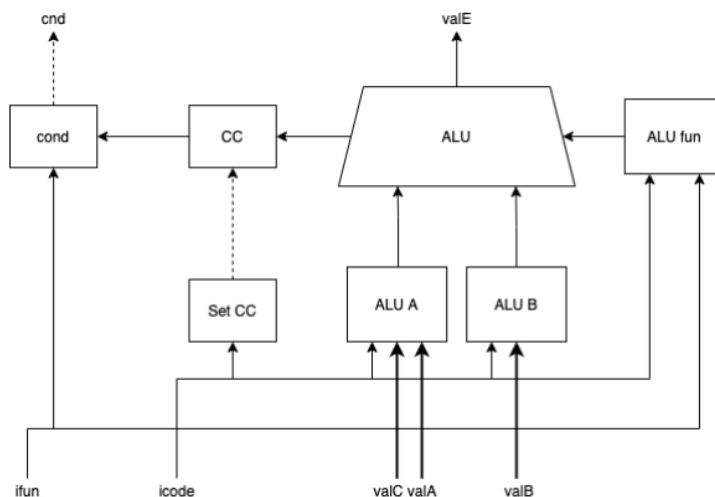 cnd valE
cond CC ALU ALU fun
Set CC ALU A ALU B
ifun icode valC valA valB